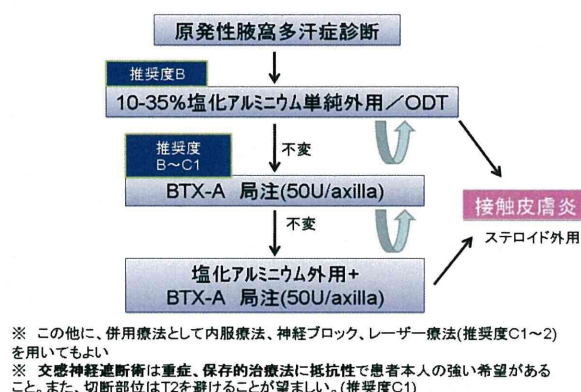 原発性腋窩多汗症診断
推奨度B
10-35%塩化アルミニウム単純外用／ODT
推奨度
B～C1
不変
BTX-A 局注(50U/axilla)
接触皮膚炎
ステロイド外用
不変
塩化アルミニウム外用+
BTX-A 局注(50U/axilla)
※ この他に、併用療法として内服療法、神経ブロック、レーザー療法(推奨度C1～2)
を用いてもよい
※ 交感神経遮断術は重症、保存的治療法に抵抗性で患者本人の強い希望がある
こと。また、切断部位はT2を避けることが望ましい。(推奨度C1)